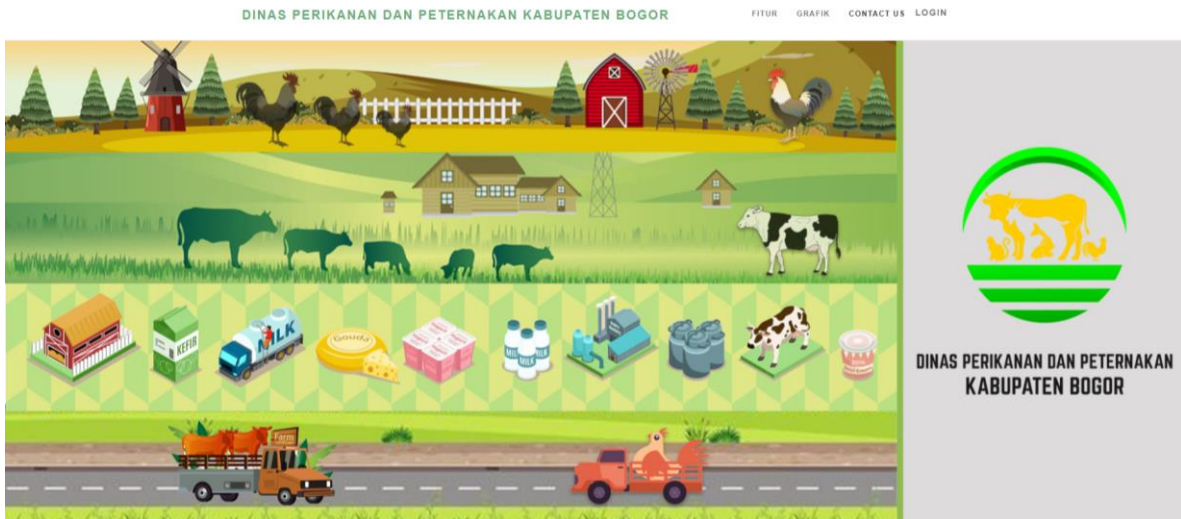 DINAS PERIKANAN DAN PETERNAKAN KABUPATEN BOGOR
FITUR GRAFIK CONTACT US LOGIN
KEFIR
MILK
Gouda
MILK
Farm
DINAS PERIKANAN DAN PETERNAKAN
KABUPATEN BOGOR